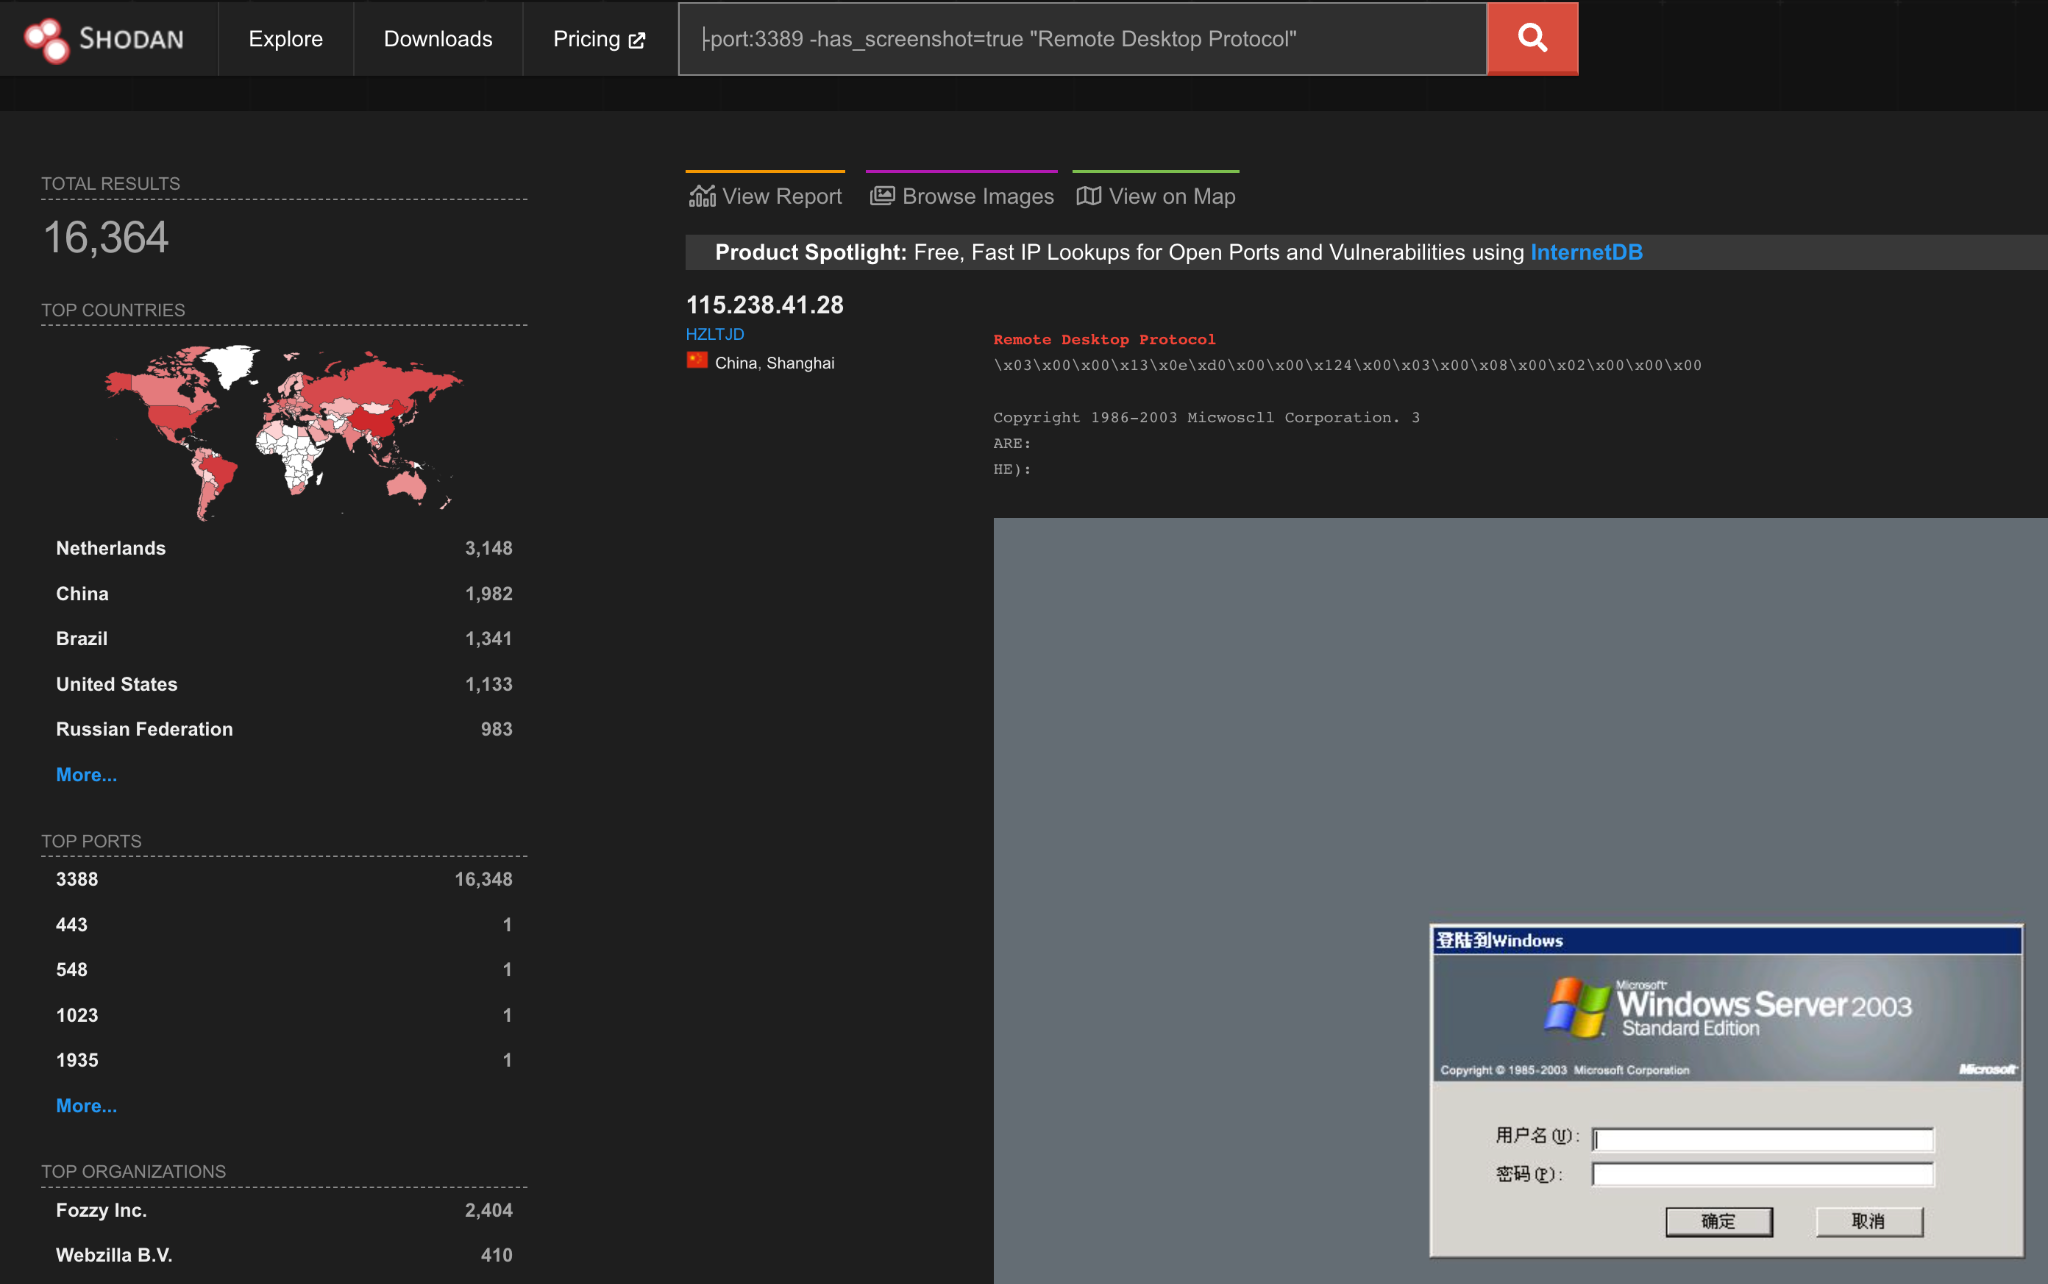 SHODAN
Explore
Downloads
Pricing
-port:3389 -has_screenshot=true "Remote Desktop Protocol"
TOTAL RESULTS
16,364
TOP COUNTRIES
Netherlands 3,148
China 1,982
Brazil 1,341
United States 1,133
Russian Federation 983
More...
TOP PORTS
3388 16,348
443 1
548 1
1023 1
1935 1
More...
TOP ORGANIZATIONS
Fozzy Inc. 2,404
Webzilla B.V. 410
View Report
Browse Images
View on Map
Product Spotlight: Free, Fast IP Lookups for Open Ports and Vulnerabilities using InternetDB
115.238.41.28
HZLTJD
China, Shanghai
Remote Desktop Protocol
\x03\x00\x00\x13\x0e\xd0\x00\x00\x124\x00\x03\x00\x08\x00\x02\x00\x00\x00
Copyright 1986-2003 Micwoscll Corporation. 3
ARE:
HE):
登陆到Windows
Microsoft
Windows Server 2003
Standard Edition
Copyright © 1985-2003 Microsoft Corporation
Microsoft
用户名(U):
密码(P):
确定
取消